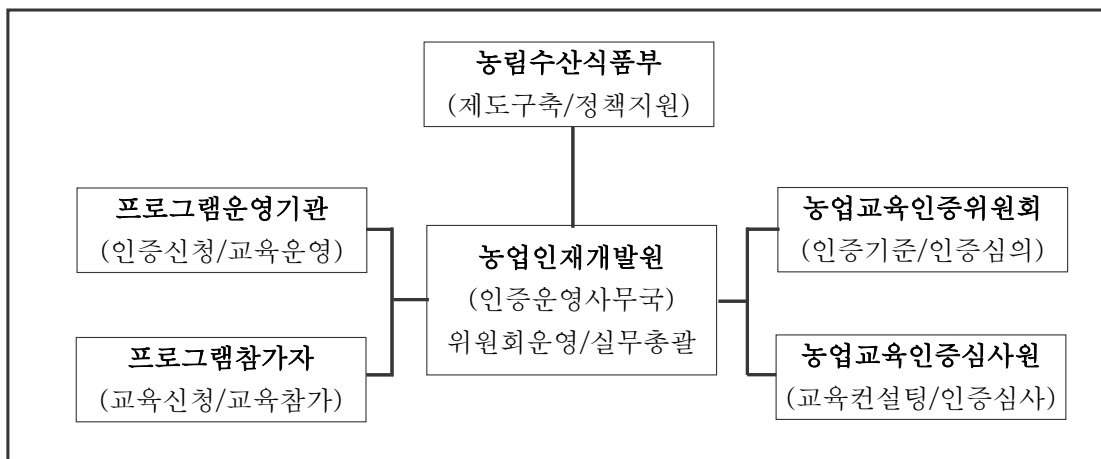 농림수산식품부
(제도구축/정책지원)
프로그램운영기관
(인증신청/교육운영)
농업교육인증위원회
(인증기준/인증심의)
농업인재개발원
(인증운영사무국)
위원회운영/실무총괄
프로그램참가자
(교육신청/교육참가)
농업교육인증심사원
(교육컨설팅/인증심사)